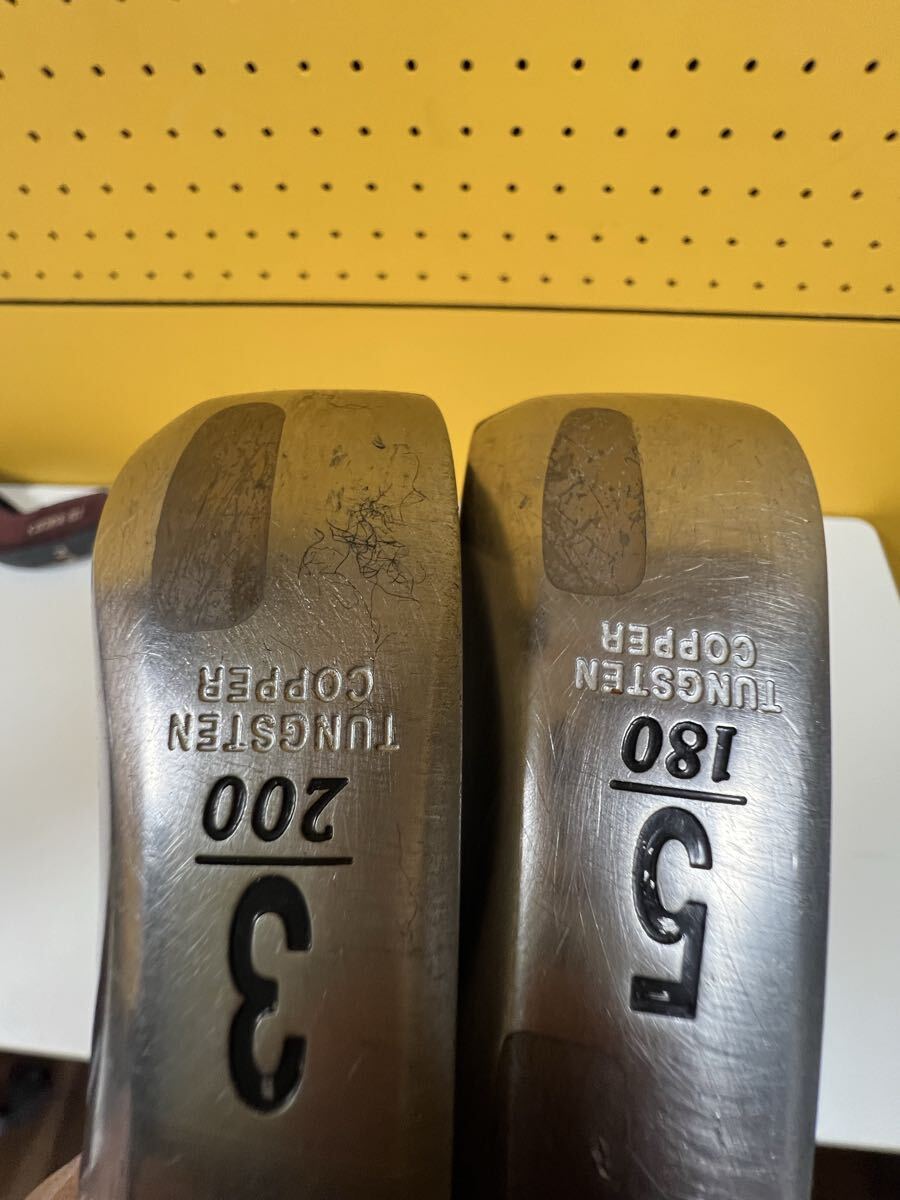 3
200
TUNGSTEN
COPPER
5
180
TUNGSTEN
COPPER